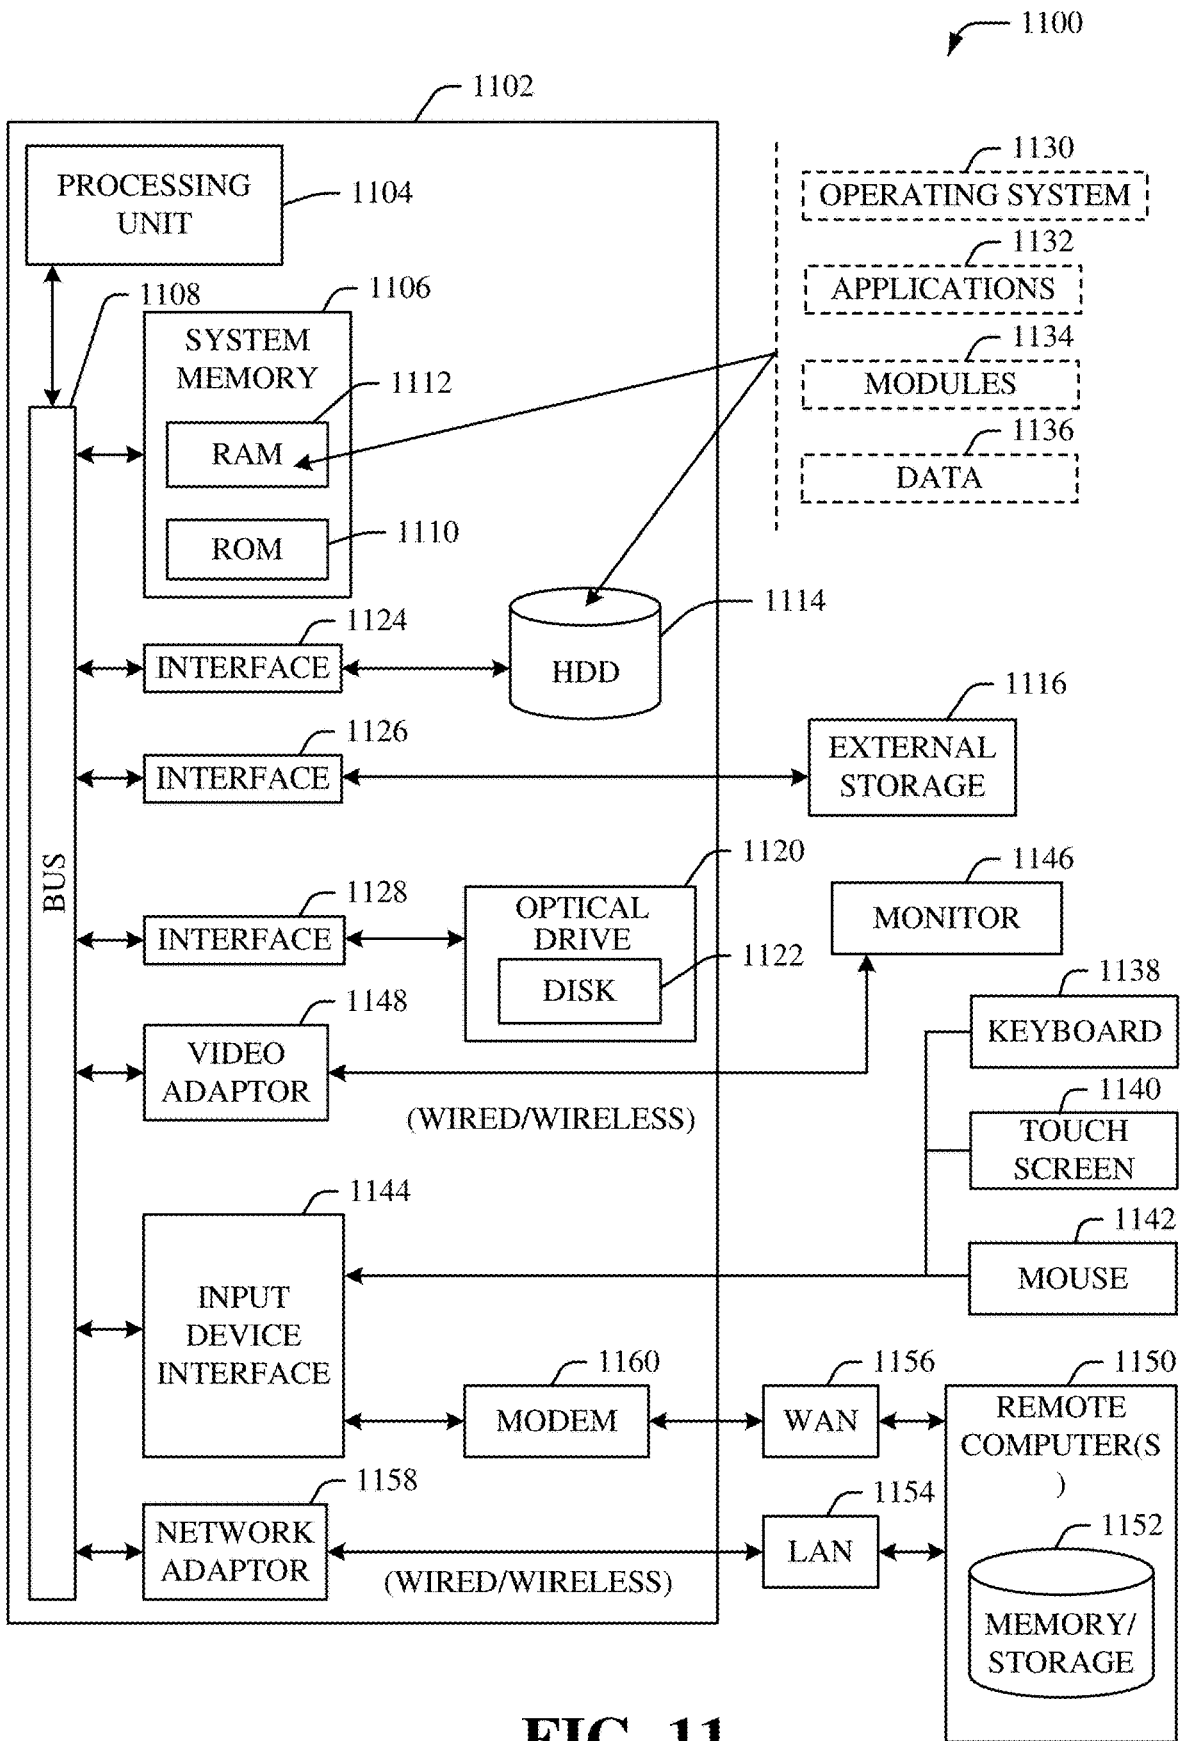 1100
1102
PROCESSING
UNIT
1104
1130
OPERATING SYSTEM
1132
APPLICATIONS
1134
MODULES
1136
DATA
1108
1106
SYSTEM
MEMORY
1112
RAM
1110
ROM
BUS
1124
INTERFACE
1114
HDD
1126
INTERFACE
1116
EXTERNAL
STORAGE
1128
INTERFACE
1120
OPTICAL
DRIVE
1122
DISK
1146
MONITOR
1148
VIDEO
ADAPTOR
(WIRED/WIRELESS)
1138
KEYBOARD
1140
TOUCH
SCREEN
1142
MOUSE
1144
INPUT
DEVICE
INTERFACE
1160
MODEM
1156
WAN
1150
REMOTE
COMPUTER(S
)
1158
NETWORK
ADAPTOR
(WIRED/WIRELESS)
1154
LAN
1152
MEMORY/
STORAGE
FIG. 11